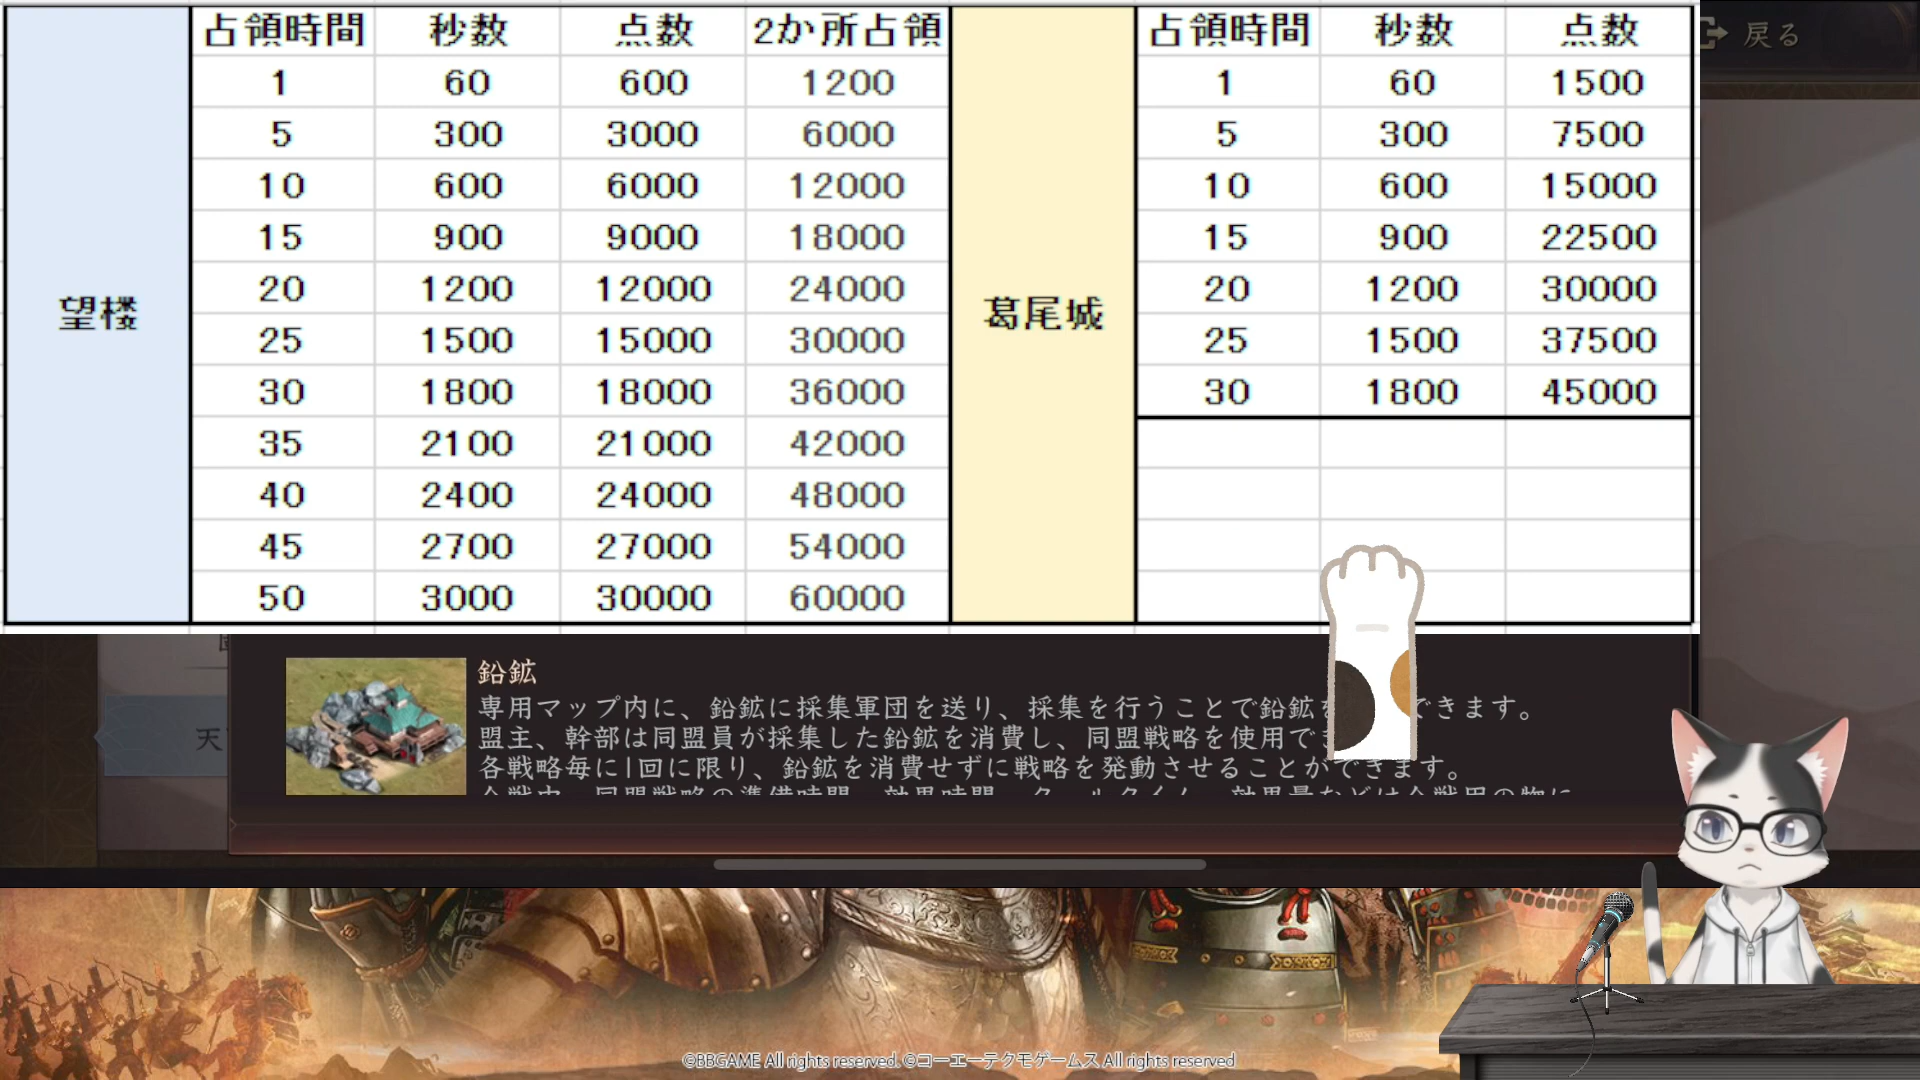 望楼
占領時間 秒数 点数 2か所占領
1 60 600 1200
5 300 3000 6000
10 600 6000 12000
15 900 9000 18000
20 1200 12000 24000
25 1500 15000 30000
30 1800 18000 36000
35 2100 21000 42000
40 2400 24000 48000
45 2700 27000 54000
50 3000 30000 60000
葛尾城
占領時間 秒数 点数
1 60 1500
5 300 7500
10 600 15000
15 900 22500
20 1200 30000
25 1500 37500
30 1800 45000
戻る
天
鉛鉱
専用マップ内に、鉛鉱に採集軍団を送り、採集を行うことで鉛鉱を できます。
盟主、幹部は同盟員が採集した鉛鉱を消費し、同盟戦略を使用で
各戦略毎に1回に限り、鉛鉱を消費せずに戦略を発動させることができます。
©BBGAME All rights reserved. ©コーエーテクモゲームス All rights reserved